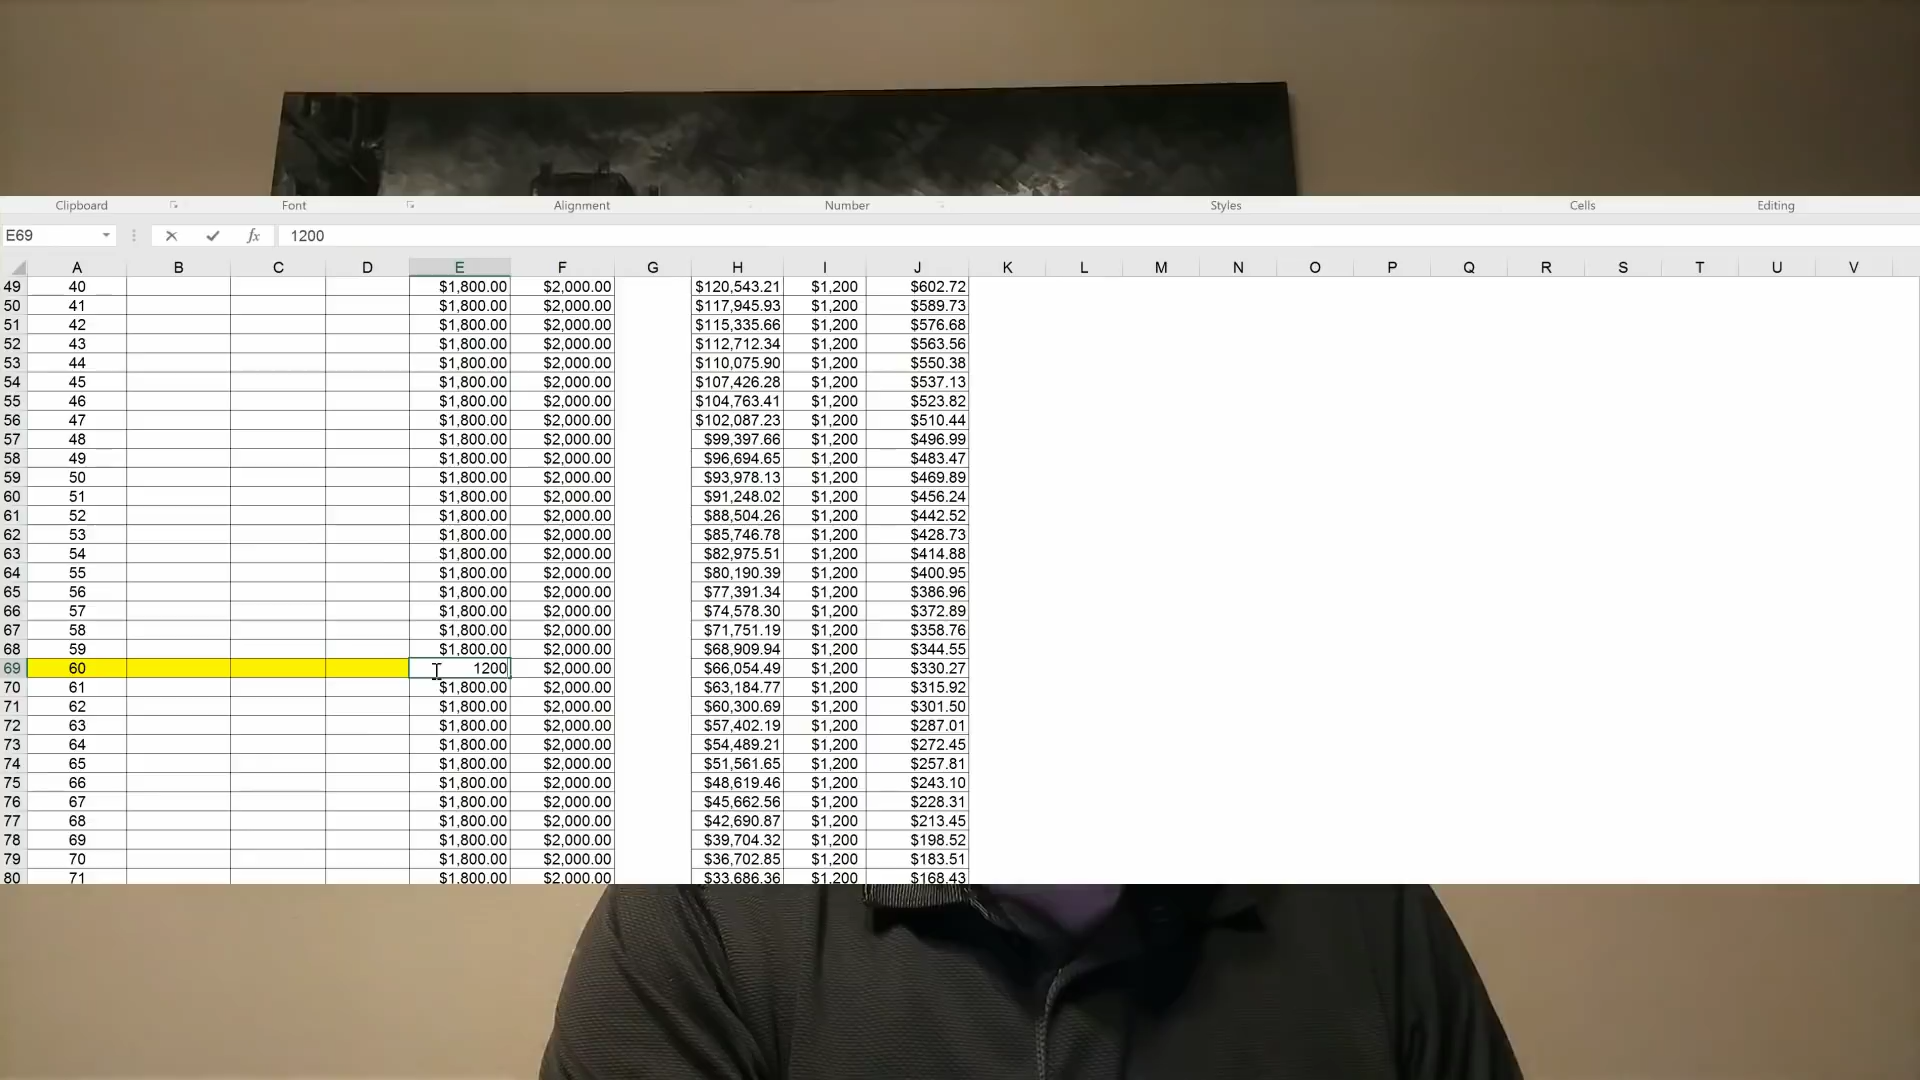 Clipboard Font Alignment Number Styles Cells Editing
E69 fx 1200
A B C D E F G H I J K L M N O P Q R S T U V
49 40 $1,800.00 $2,000.00 $120,543.21 $1,200 $602.72
50 41 $1,800.00 $2,000.00 $117,945.93 $1,200 $589.73
51 42 $1,800.00 $2,000.00 $115,335.66 $1,200 $576.68
52 43 $1,800.00 $2,000.00 $112,712.34 $1,200 $563.56
53 44 $1,800.00 $2,000.00 $110,075.90 $1,200 $550.38
54 45 $1,800.00 $2,000.00 $107,426.28 $1,200 $537.13
55 46 $1,800.00 $2,000.00 $104,763.41 $1,200 $523.82
56 47 $1,800.00 $2,000.00 $102,087.23 $1,200 $510.44
57 48 $1,800.00 $2,000.00 $99,397.66 $1,200 $496.99
58 49 $1,800.00 $2,000.00 $96,694.65 $1,200 $483.47
59 50 $1,800.00 $2,000.00 $93,978.13 $1,200 $469.89
60 51 $1,800.00 $2,000.00 $91,248.02 $1,200 $456.24
61 52 $1,800.00 $2,000.00 $88,504.26 $1,200 $442.52
62 53 $1,800.00 $2,000.00 $85,746.78 $1,200 $428.73
63 54 $1,800.00 $2,000.00 $82,975.51 $1,200 $414.88
64 55 $1,800.00 $2,000.00 $80,190.39 $1,200 $400.95
65 56 $1,800.00 $2,000.00 $77,391.34 $1,200 $386.96
66 57 $1,800.00 $2,000.00 $74,578.30 $1,200 $372.89
67 58 $1,800.00 $2,000.00 $71,751.19 $1,200 $358.76
68 59 $1,800.00 $2,000.00 $68,909.94 $1,200 $344.55
69 60 1200 $2,000.00 $66,054.49 $1,200 $330.27
70 61 $1,800.00 $2,000.00 $63,184.77 $1,200 $315.92
71 62 $1,800.00 $2,000.00 $60,300.69 $1,200 $301.50
72 63 $1,800.00 $2,000.00 $57,402.19 $1,200 $287.01
73 64 $1,800.00 $2,000.00 $54,489.21 $1,200 $272.45
74 65 $1,800.00 $2,000.00 $51,561.65 $1,200 $257.81
75 66 $1,800.00 $2,000.00 $48,619.46 $1,200 $243.10
76 67 $1,800.00 $2,000.00 $45,662.56 $1,200 $228.31
77 68 $1,800.00 $2,000.00 $42,690.87 $1,200 $213.45
78 69 $1,800.00 $2,000.00 $39,704.32 $1,200 $198.52
79 70 $1,800.00 $2,000.00 $36,702.85 $1,200 $183.51
80 71 $1,800.00 $2,000.00 $33,686.36 $1,200 $168.43